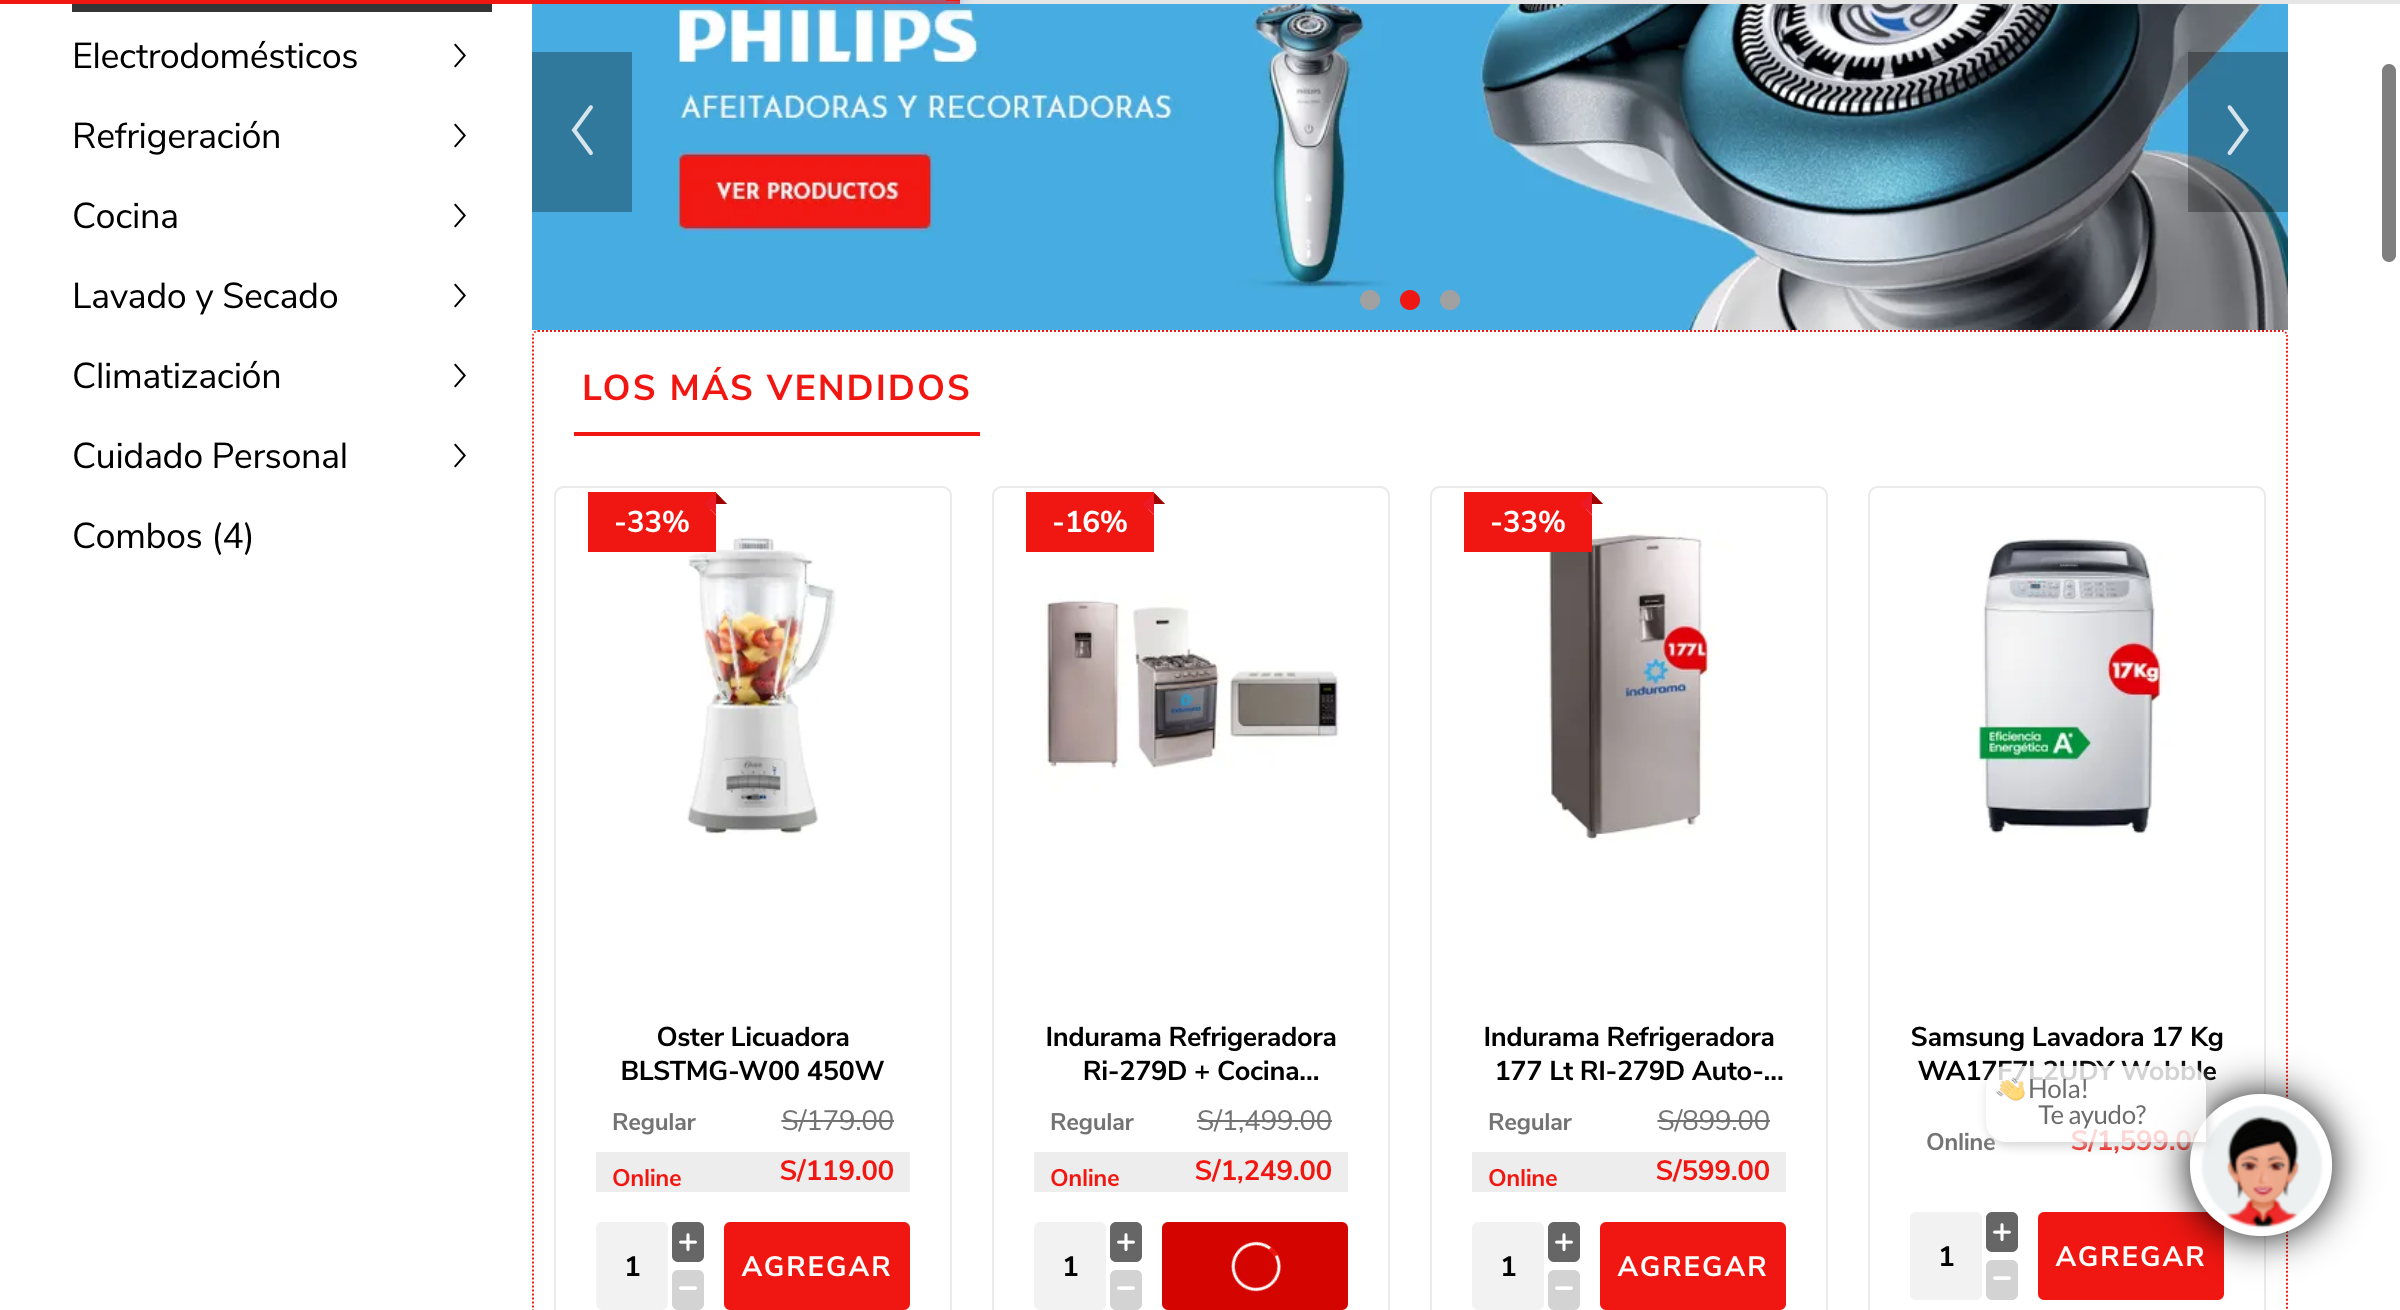 Electrodomésticos
Refrigeración
Cocina
Lavado y Secado
Climatización
Cuidado Personal
Combos (4)
PHILIPS
AFEITADORAS Y RECORTADORAS
VER PRODUCTOS
LOS MÁS VENDIDOS
-33%
Oster Licuadora
BLSTMG-W00 450W
Regular S/179.00
Online S/119.00
1 + −
AGREGAR
-16%
Indurama Refrigeradora
Ri-279D + Cocina...
Regular S/1,499.00
Online S/1,249.00
1 + −
-33%
177L
indurama
Indurama Refrigeradora
177 Lt RI-279D Auto-...
Regular S/899.00
Online S/599.00
1 + −
AGREGAR
17Kg
Eficiencia
Energética A+
Samsung Lavadora 17 Kg
WA17F7L2UDY Wobble
Online S/1,599.0
1 + −
AGREGAR
👋Hola!
Te ayudo?